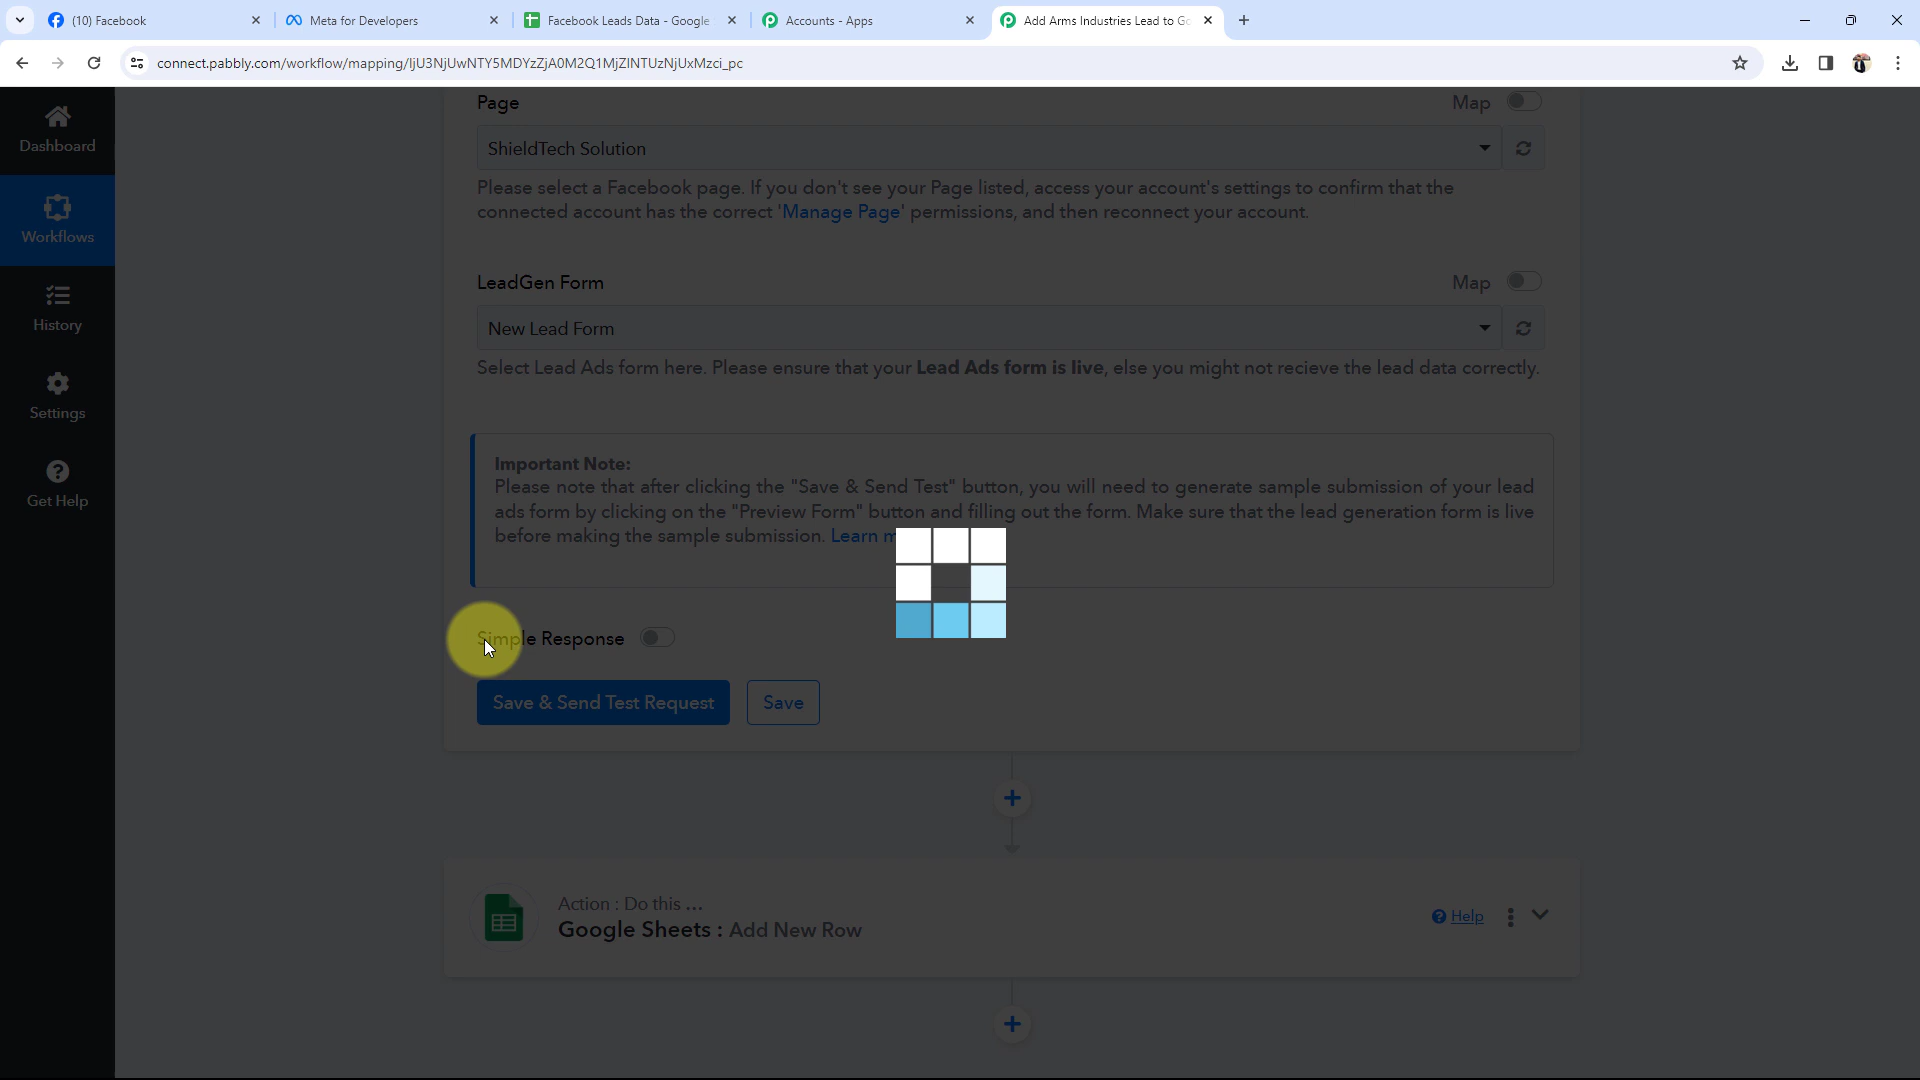 (10) Facebook
Meta for Developers
Facebook Leads Data - Google
Accounts - Apps
Add Arms Industries Lead to Go
connect.pabbly.com/workflow/mapping/IjU3NjUwNTY5MDYzZjA0M2Q1MjZINTUzNjUxMzci_pc
Dashboard
Workflows
History
Settings
Get Help
Page
Map
ShieldTech Solution
Please select a Facebook page. If you don't see your Page listed, access your account's settings to confirm that the
connected account has the correct 'Manage Page' permissions, and then reconnect your account.
LeadGen Form
Map
New Lead Form
Select Lead Ads form here. Please ensure that your Lead Ads form is live, else you might not recieve the lead data correctly.
Important Note:
Please note that after clicking the "Save & Send Test" button, you will need to generate sample submission of your lead
ads form by clicking on the "Preview Form" button and filling out the form. Make sure that the lead generation form is live
before making the sample submission. Learn
Simple Response
Save & Send Test Request
Save
Action : Do this ...
Google Sheets : Add New Row
Help